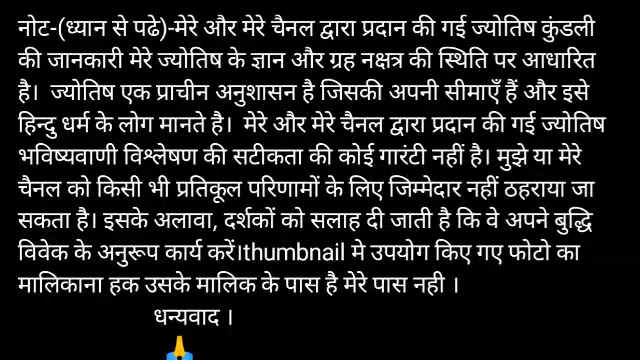 नोट-(ध्यान से पढे)-मेरे और मेरे चैनल द्वारा प्रदान की गई ज्योतिष कुंडली
की जानकारी मेरे ज्योतिष के ज्ञान और ग्रह नक्षत्र की स्थिति पर आधारित
है। ज्योतिष एक प्राचीन अनुशासन है जिसकी अपनी सीमाएँ हैं और इसे
हिन्दु धर्म के लोग मानते है। मेरे और मेरे चैनल द्वारा प्रदान की गई ज्योतिष
भविष्यवाणी विश्लेषण की सटीकता की कोई गारंटी नहीं है। मुझे या मेरे
चैनल को किसी भी प्रतिकूल परिणामों के लिए जिम्मेदार नहीं ठहराया जा
सकता है। इसके अलावा, दर्शकों को सलाह दी जाती है कि वे अपने बुद्धि
विवेक के अनुरूप कार्य करें।thumbnail मे उपयोग किए गए फोटो का
मालिकाना हक उसके मालिक के पास है मेरे पास नही ।
धन्यवाद ।